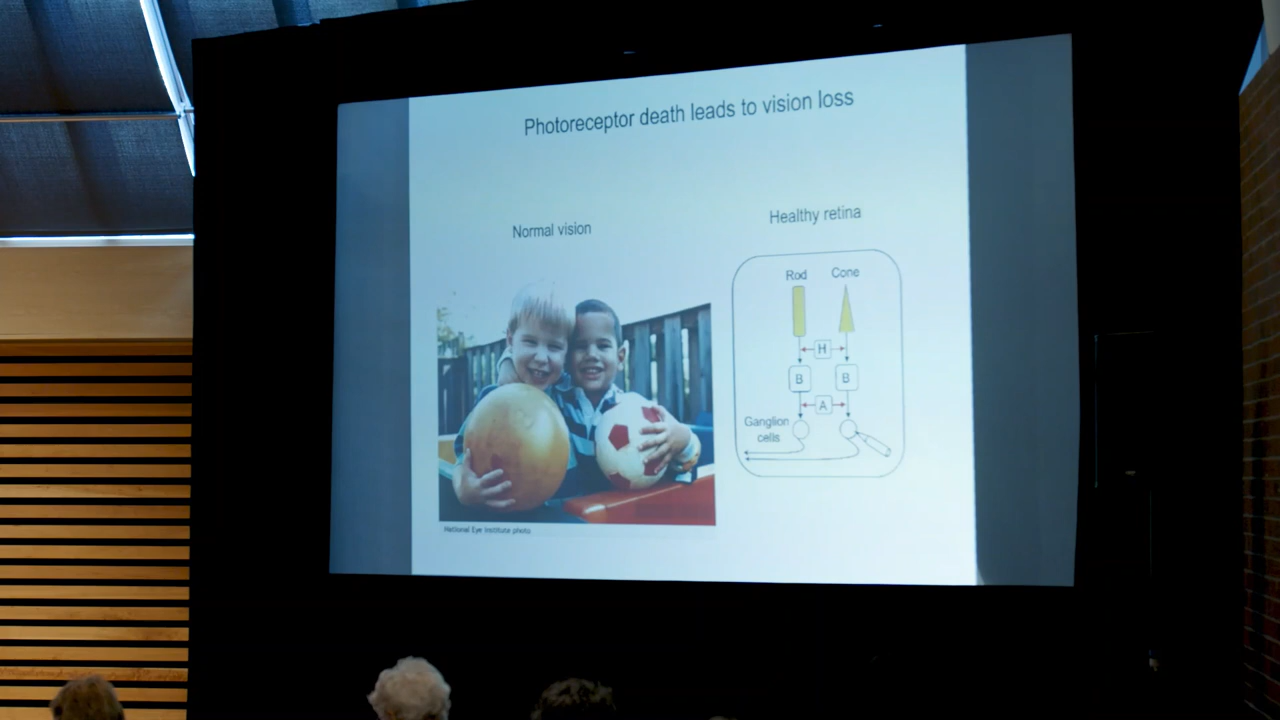 Photoreceptor death leads to vision loss
Normal vision
Healthy retina
Rod Cone
H
B B
A
Ganglion
cells
National Eye Institute photo